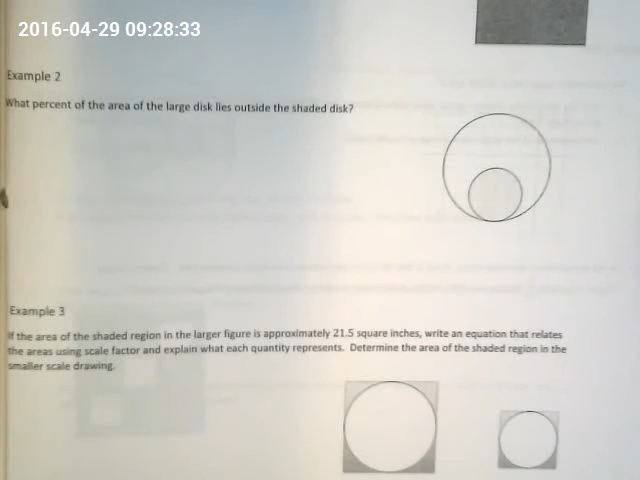 2016-04-29 09:28:33
Example 2
What percent of the area of the large disk lies outside the shaded disk?
Example 3
If the area of the shaded region in the larger figure is approximately 21.5 square inches, write an equation that relates
the areas using scale factor and explain what each quantity represents. Determine the area of the shaded region in the
smaller scale drawing.